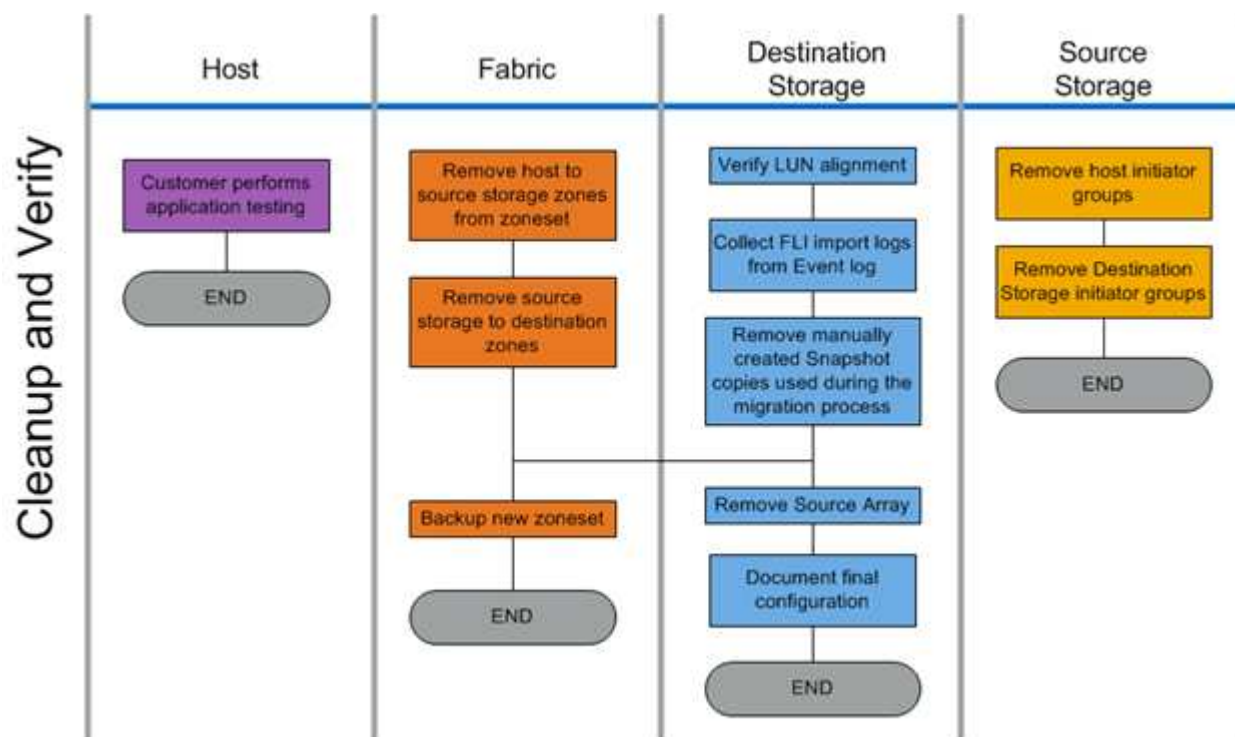 Cleanup and Verify
Host
Customer performs
application testing
END
Fabric
Remove host to
source storage zones
from zoneset
Remove source
storage to destination
zones
Backup new zoneset
END
Destination
Storage
Verify LUN alignment
Collect FLI import logs
from Event log
Remove manually
created Snapshot
copies used during the
migration process
Remove Source Array
Document final
configuration
END
Source
Storage
Remove host initiator
groups
Remove Destination
Storage initiator groups
END